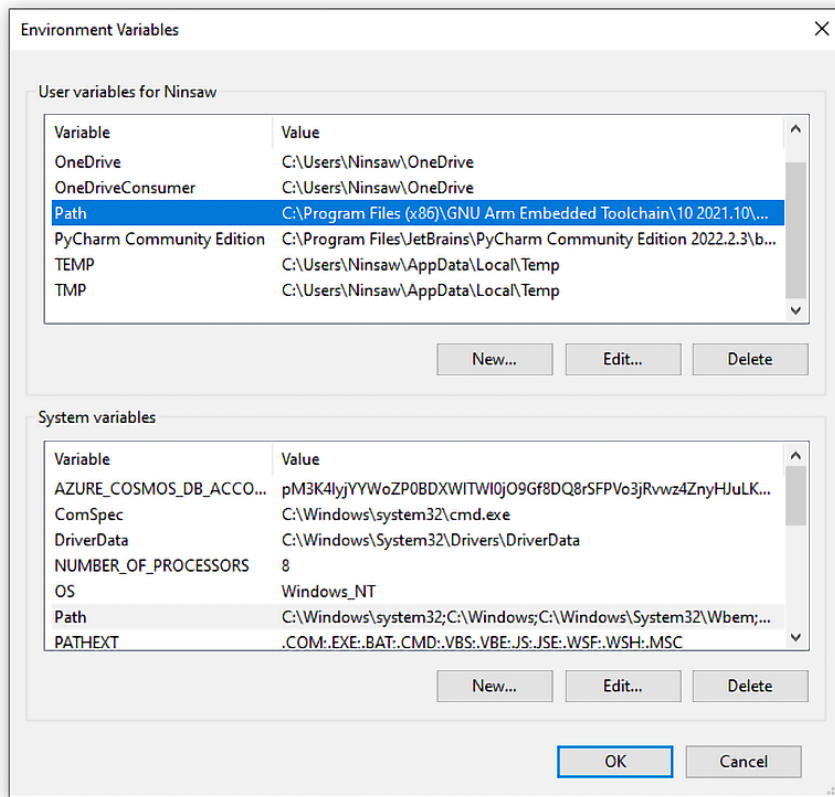 Environment Variables
User variables for Ninsaw
Variable Value
OneDrive C:\Users\Ninsaw\OneDrive
OneDriveConsumer C:\Users\Ninsaw\OneDrive
Path C:\Program Files (x86)\GNU Arm Embedded Toolchain\10 2021.10\...
PyCharm Community Edition C:\Program Files\JetBrains\PyCharm Community Edition 2022.2.3\b...
TEMP C:\Users\Ninsaw\AppData\Local\Temp
TMP C:\Users\Ninsaw\AppData\Local\Temp
New... Edit... Delete
System variables
Variable Value
AZURE_COSMOS_DB_ACCO...
ComSpec C:\Windows\system32\cmd.exe
DriverData C:\Windows\System32\Drivers\DriverData
NUMBER_OF_PROCESSORS 8
OS Windows_NT
Path C:\Windows\system32;C:\Windows;C:\Windows\System32\Wbem;...
PATHEXT .COM;.EXE;.BAT;.CMD;.VBS;.VBE;.JS;.JSE;.WSF;.WSH;.MSC
New... Edit... Delete
OK Cancel